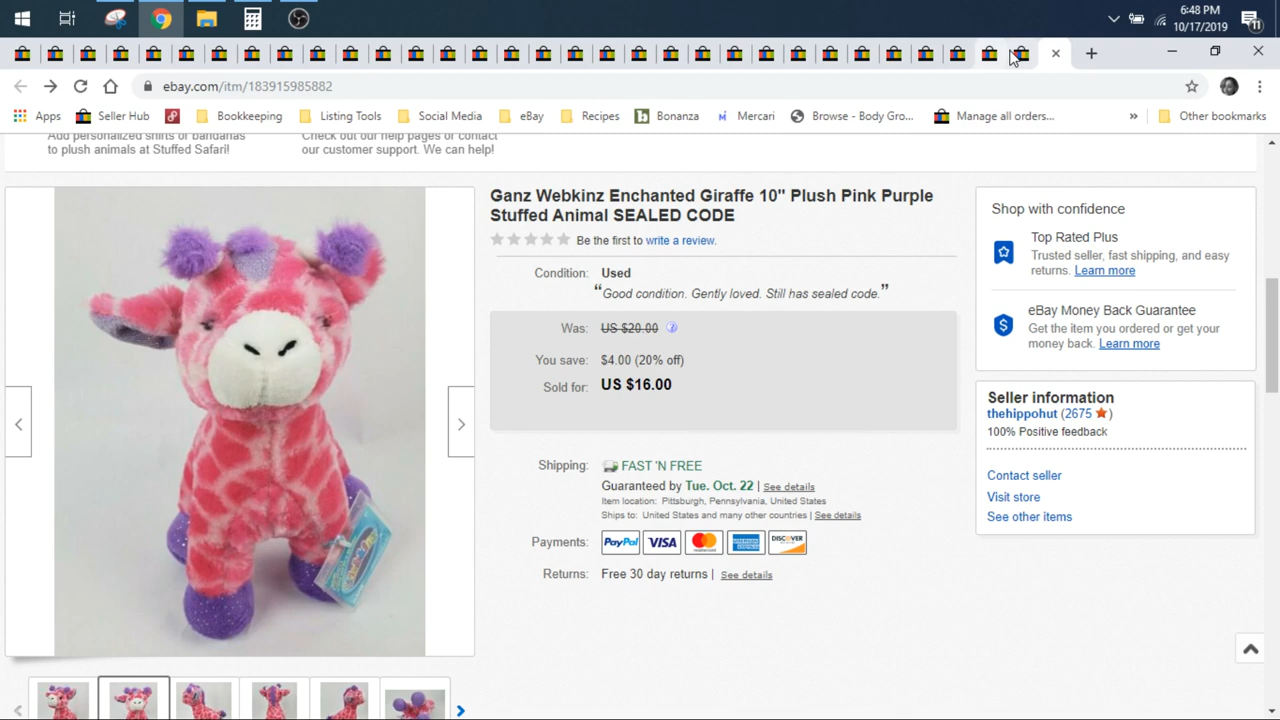 6:48 PM
10/17/2019
11
ebay.com/itm/183915985882
Apps
Seller Hub
Bookkeeping
Listing Tools
Social Media
eBay
Recipes
Bonanza
Mercari
Browse - Body Gro...
Manage all orders...
»
Other bookmarks
Add personalized shirts or bandanas
to plush animals at Stuffed Safari!
Check out our help pages or contact
our customer support. We can help!
Ganz Webkinz Enchanted Giraffe 10" Plush Pink Purple
Stuffed Animal SEALED CODE
Be the first to write a review.
Condition: Used
“Good condition. Gently loved. Still has sealed code.”
Was: US $20.00
You save: $4.00 (20% off)
Sold for: US $16.00
Shipping: FAST 'N FREE
Guaranteed by Tue. Oct. 22 | See details
Item location: Pittsburgh, Pennsylvania, United States
Ships to: United States and many other countries | See details
Payments: PayPal VISA MasterCard AMERICAN EXPRESS DISCOVER
Returns: Free 30 day returns | See details
Shop with confidence
Top Rated Plus
Trusted seller, fast shipping, and easy
returns. Learn more
eBay Money Back Guarantee
Get the item you ordered or get your
money back. Learn more
Seller information
thehippohut (2675 )
100% Positive feedback
Contact seller
Visit store
See other items